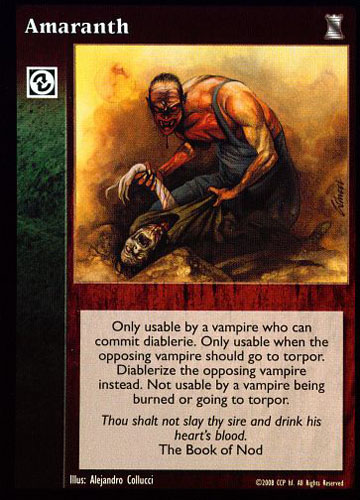 Amaranth
Only usable by a vampire who can
commit diablerie. Only usable when the
opposing vampire should go to torpor.
Diablerize the opposing vampire
instead. Not usable by a vampire being
burned or going to torpor.
Thou shalt not slay thy sire and drink his
heart's blood.
The Book of Nod
Illus: Alejandro Collucci
©2008 CCP hf. All Rights Reserved